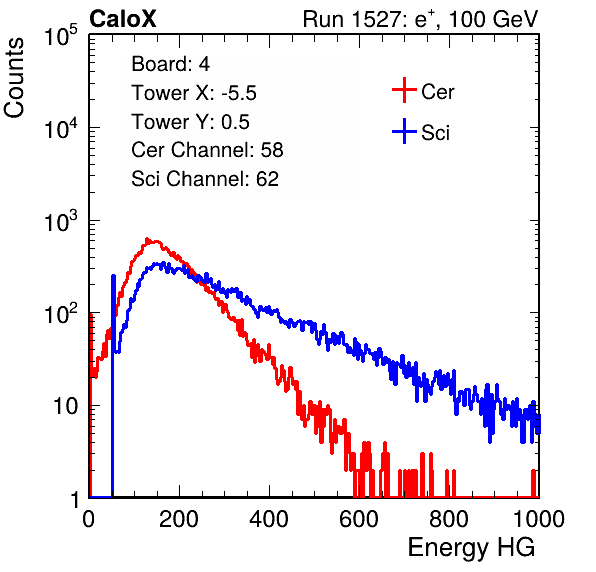 CaloX Run 1527: e⁺, 100 GeV
Counts
Board: 4
Tower X: -5.5
Tower Y: 0.5
Cer Channel: 58
Sci Channel: 62
Cer
Sci
10⁵
10⁴
10³
10²
10
1
0 200 400 600 800 1000
Energy HG